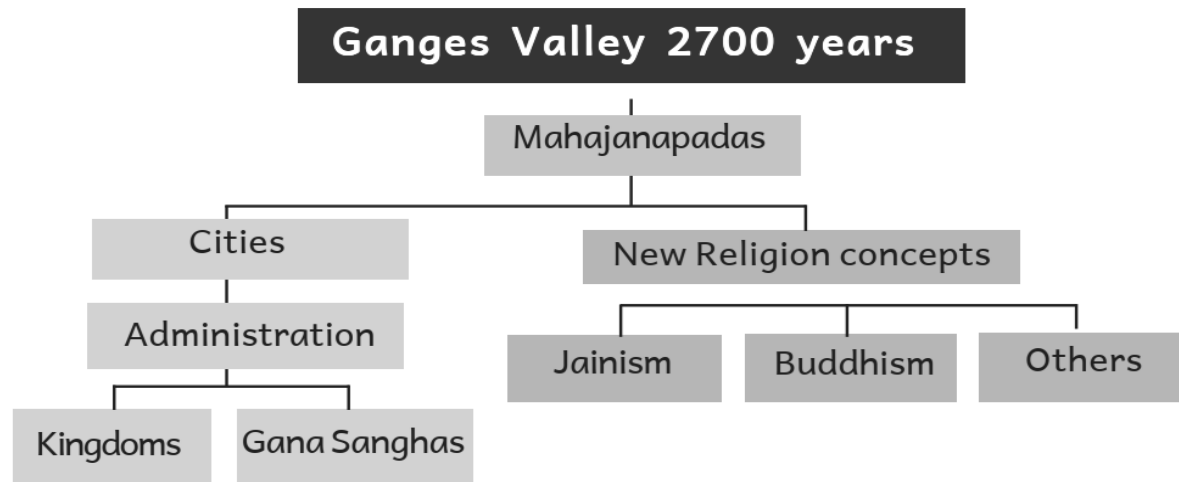 Ganges Valley 2700 years
Mahajanapadas
Cities
New Religion concepts
Administration
Jainism
Buddhism
Others
Kingdoms
Gana Sanghas